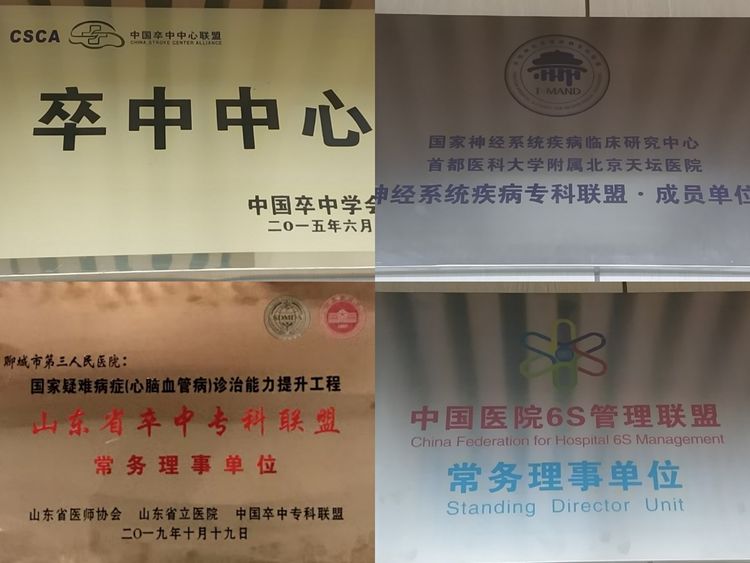 CSCA 中国卒中中心联盟
CHINA STROKE CENTER ALLIANCE
卒中中心
中国卒中学会
二〇一五年六月
I-MAND
国家神经系统疾病临床研究中心
首都医科大学附属北京天坛医院
神经系统疾病专科联盟·成员单位
SDMDA
聊城市第三人民医院：
国家疑难病症(心脑血管病)诊治能力提升工程
山东省卒中专科联盟
常务理事单位
山东省医师协会 山东省立医院 中国卒中专科联盟
二〇一九年十月十九日
中国医院6S管理联盟
China Federation for Hospital 6S Management
常务理事单位
Standing Director Unit